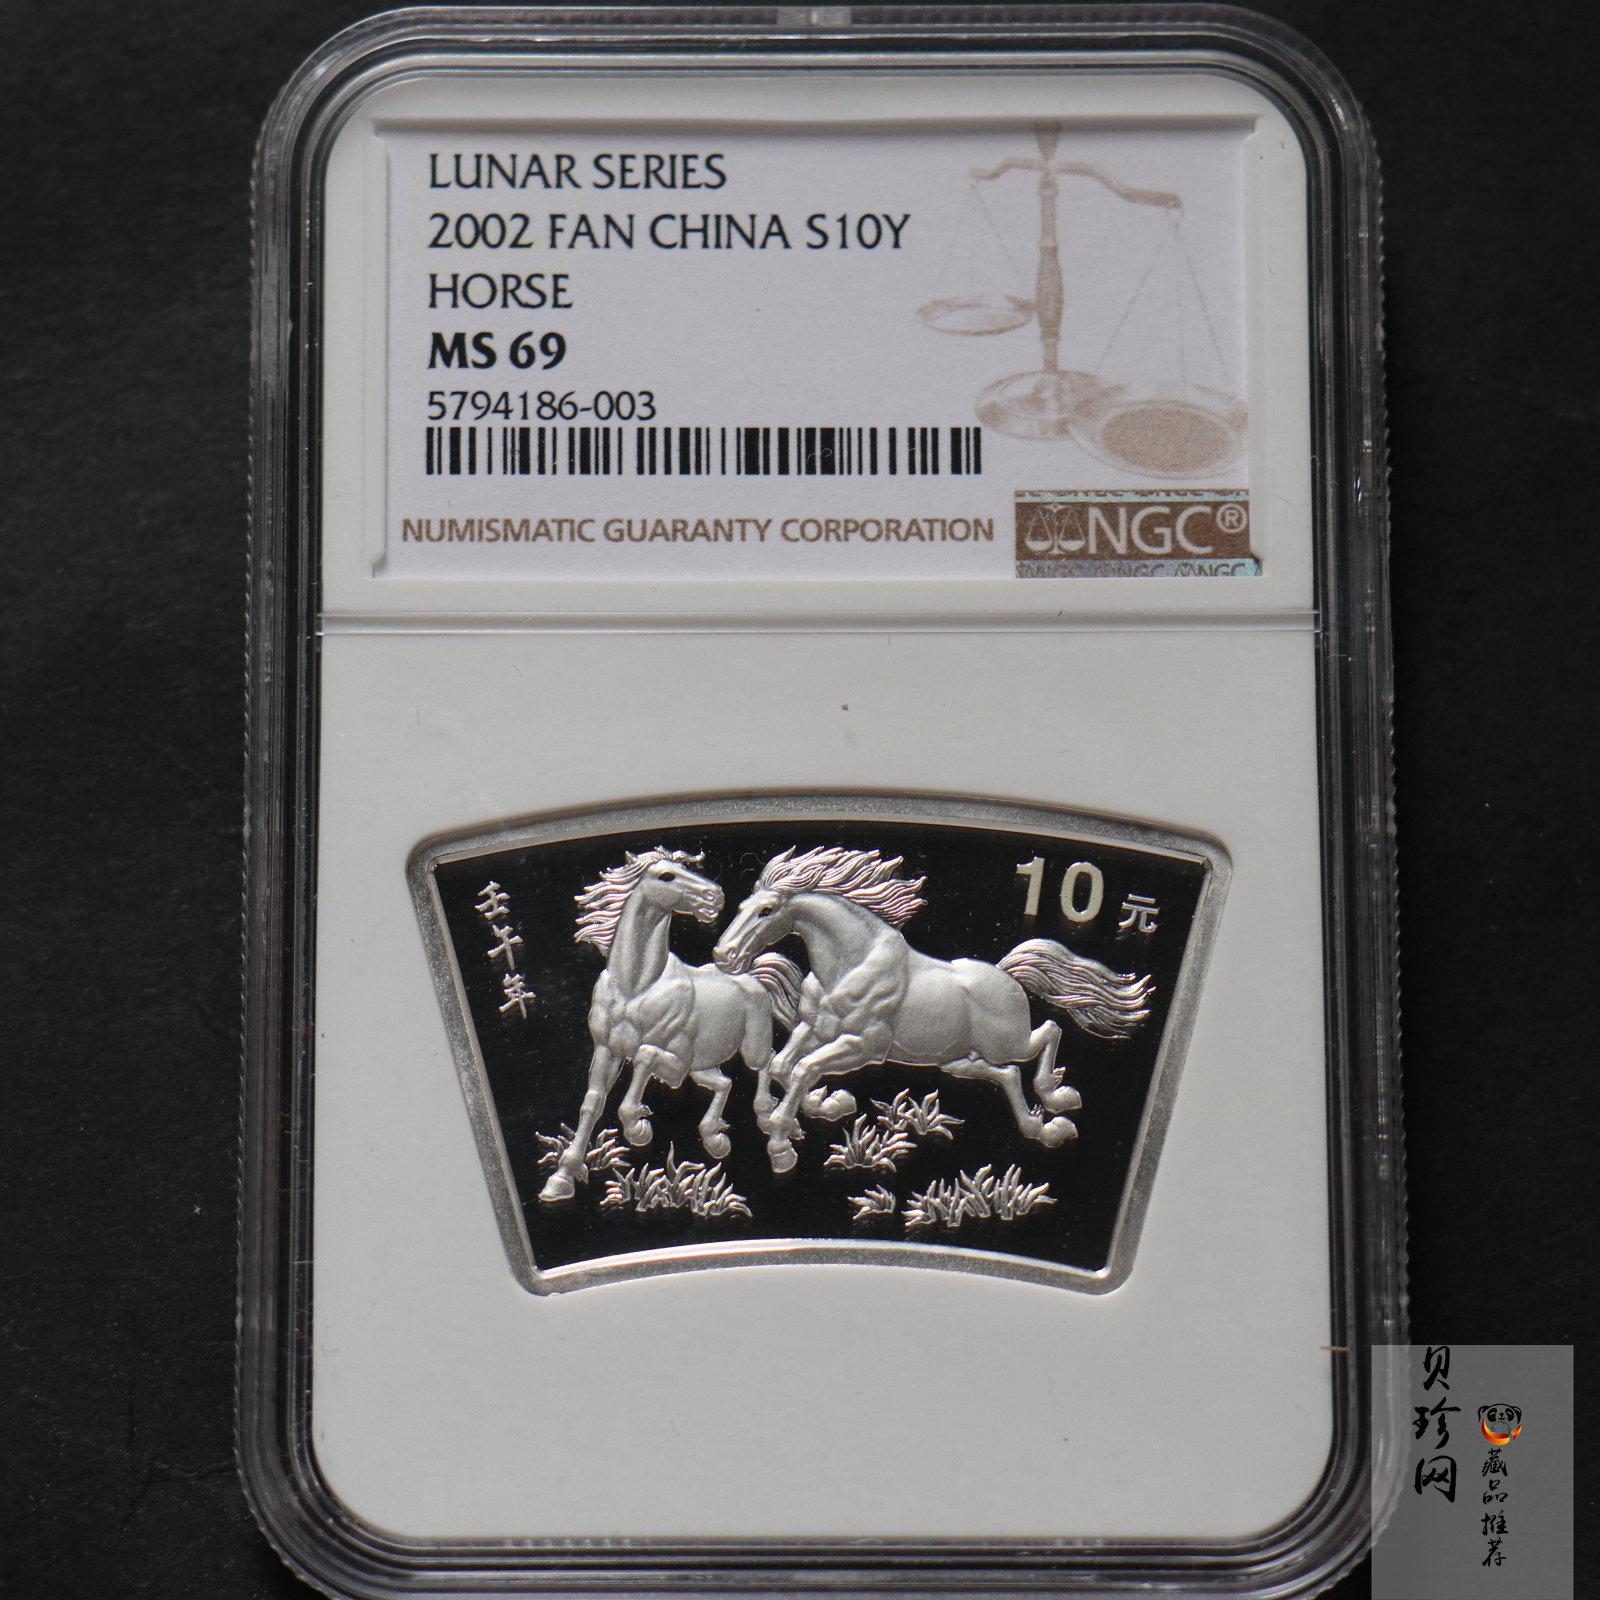 LUNAR SERIES
2002 FAN CHINA S10Y
HORSE
MS 69
5794186-003
NUMISMATIC GUARANTY CORPORATION
NGC®
壬午年
10元
贝珍网
藏品推荐